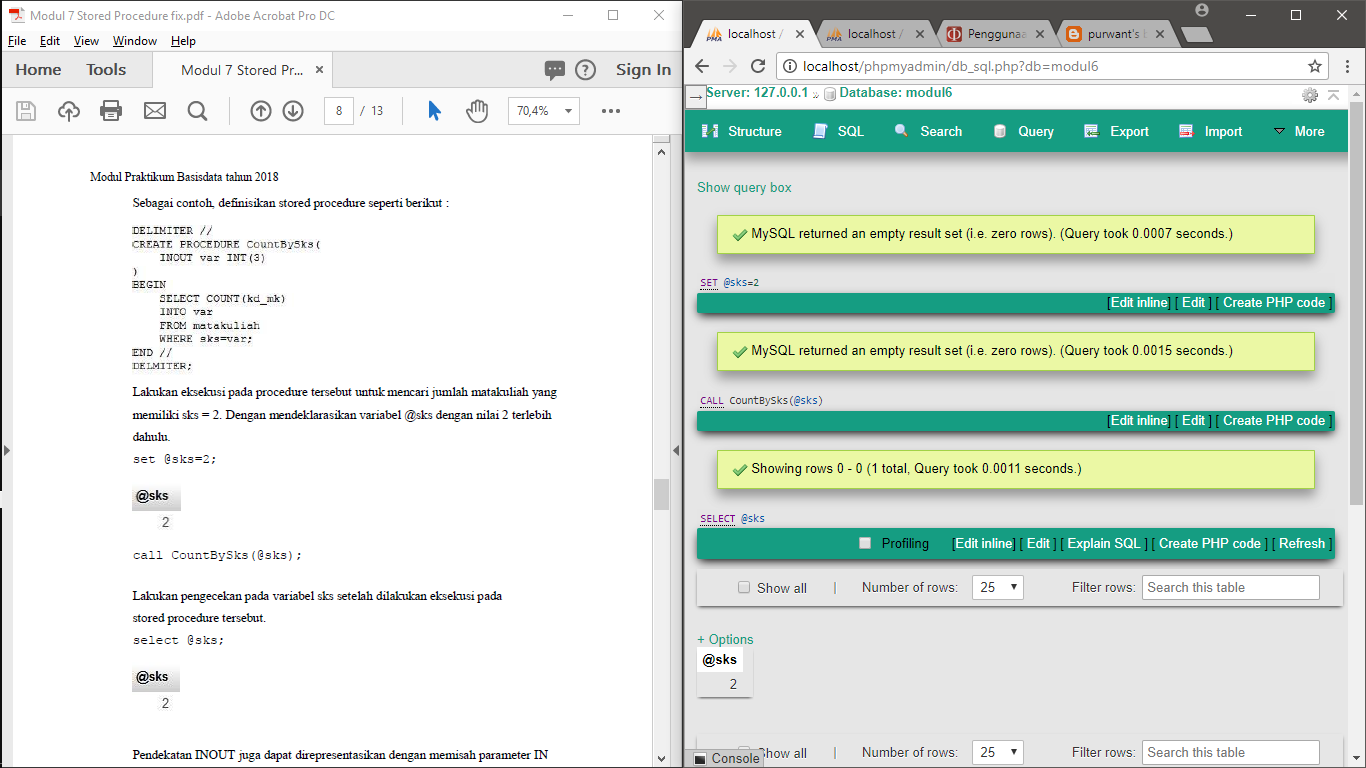 Modul 7 Stored Procedure fix.pdf - Adobe Acrobat Pro DC
File Edit View Window Help
Home Tools Modul 7 Stored Pr... × Sign In
8 / 13 70,4%
Modul Praktikum Basisdata tahun 2018
Sebagai contoh, definisikan stored procedure seperti berikut :
DELIMITER //
CREATE PROCEDURE CountBySks(
INOUT var INT(3)
)
BEGIN
SELECT COUNT(kd_mk)
INTO var
FROM matakuliah
WHERE sks=var;
END //
DELMITER;
Lakukan eksekusi pada procedure tersebut untuk mencari jumlah matakuliah yang
memiliki sks = 2. Dengan mendeklarasikan variabel @sks dengan nilai 2 terlebih
dahulu.
set @sks=2;
@sks
2
call CountBySks(@sks);
Lakukan pengecekan pada variabel sks setelah dilakukan eksekusi pada
stored procedure tersebut.
select @sks;
@sks
2
Pendekatan INOUT juga dapat direpresentasikan dengan memisah parameter IN
localhost / localhost / Penggunaa purwant's
localhost/phpmyadmin/db_sql.php?db=modul6
Server: 127.0.0.1 » Database: modul6
Structure SQL Search Query Export Import More
Show query box
MySQL returned an empty result set (i.e. zero rows). (Query took 0.0007 seconds.)
SET @sks=2
[Edit inline] [ Edit ] [ Create PHP code ]
MySQL returned an empty result set (i.e. zero rows). (Query took 0.0015 seconds.)
CALL CountBySks(@sks)
[Edit inline] [ Edit ] [ Create PHP code ]
Showing rows 0 - 0 (1 total, Query took 0.0011 seconds.)
SELECT @sks
Profiling [Edit inline] [ Edit ] [ Explain SQL ] [ Create PHP code ] [ Refresh ]
Show all | Number of rows: 25 Filter rows: Search this table
+ Options
@sks
2
Show all | Number of rows: 25 Filter rows: Search this table
Console